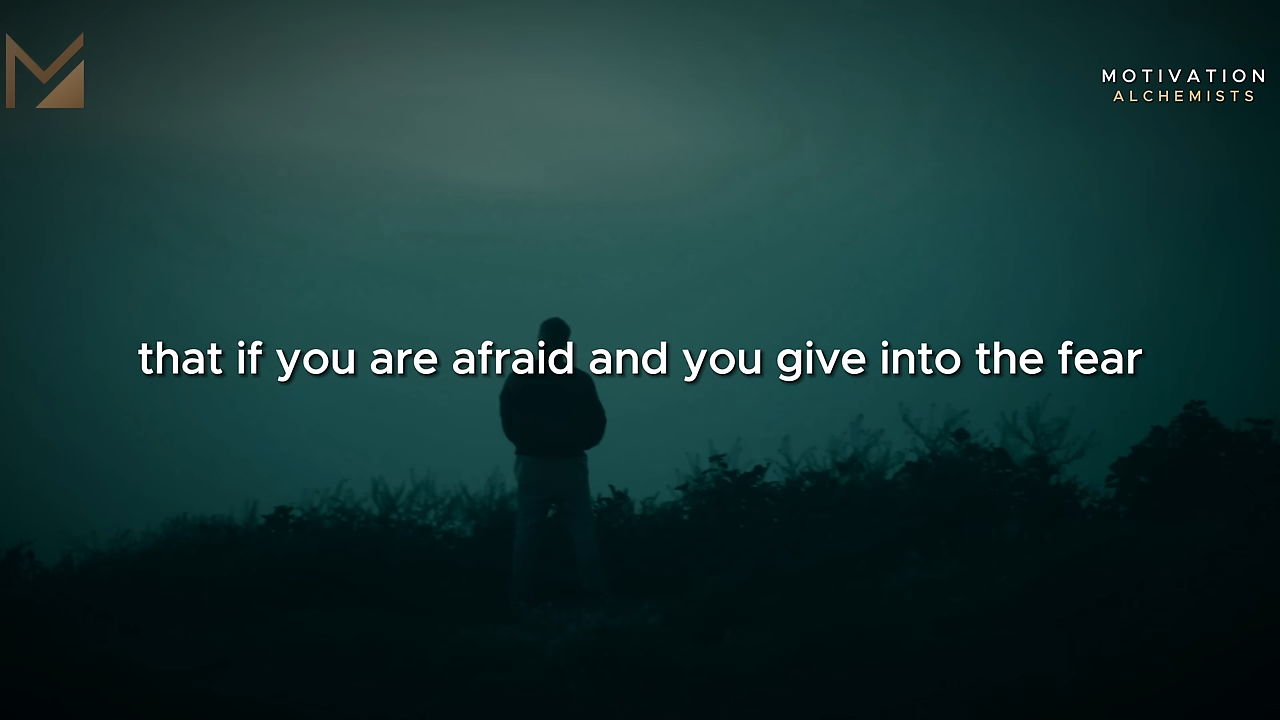 MOTIVATION
ALCHEMISTS
that if you are afraid and you give into the fear